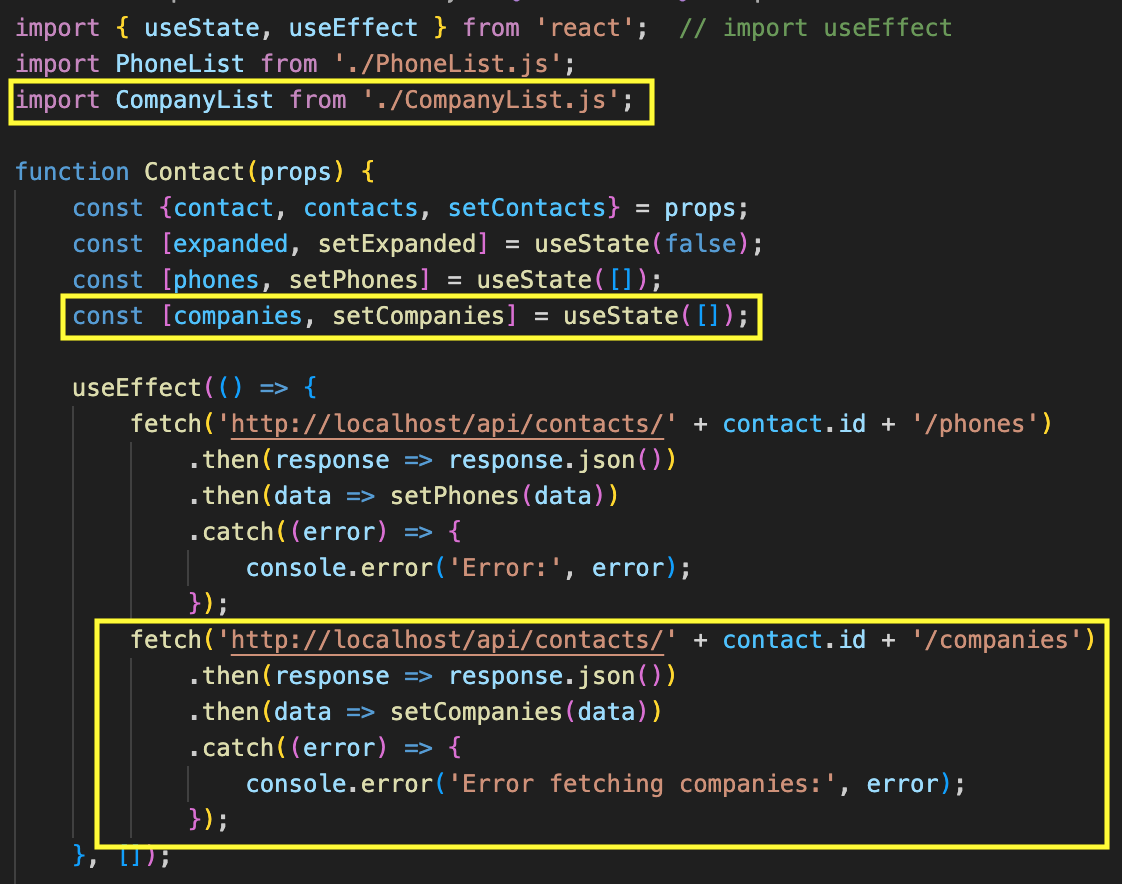 import { useState, useEffect } from 'react';  // import useEffect
import PhoneList from './PhoneList.js';
import CompanyList from './CompanyList.js';

function Contact(props) {
    const {contact, contacts, setContacts} = props;
    const [expanded, setExpanded] = useState(false);
    const [phones, setPhones] = useState([]);
    const [companies, setCompanies] = useState([]);

    useEffect(() => {
        fetch('http://localhost/api/contacts/' + contact.id + '/phones')
            .then(response => response.json())
            .then(data => setPhones(data))
            .catch((error) => {
                console.error('Error:', error);
            });
        fetch('http://localhost/api/contacts/' + contact.id + '/companies')
            .then(response => response.json())
            .then(data => setCompanies(data))
            .catch((error) => {
                console.error('Error fetching companies:', error);
            });
    }, []);